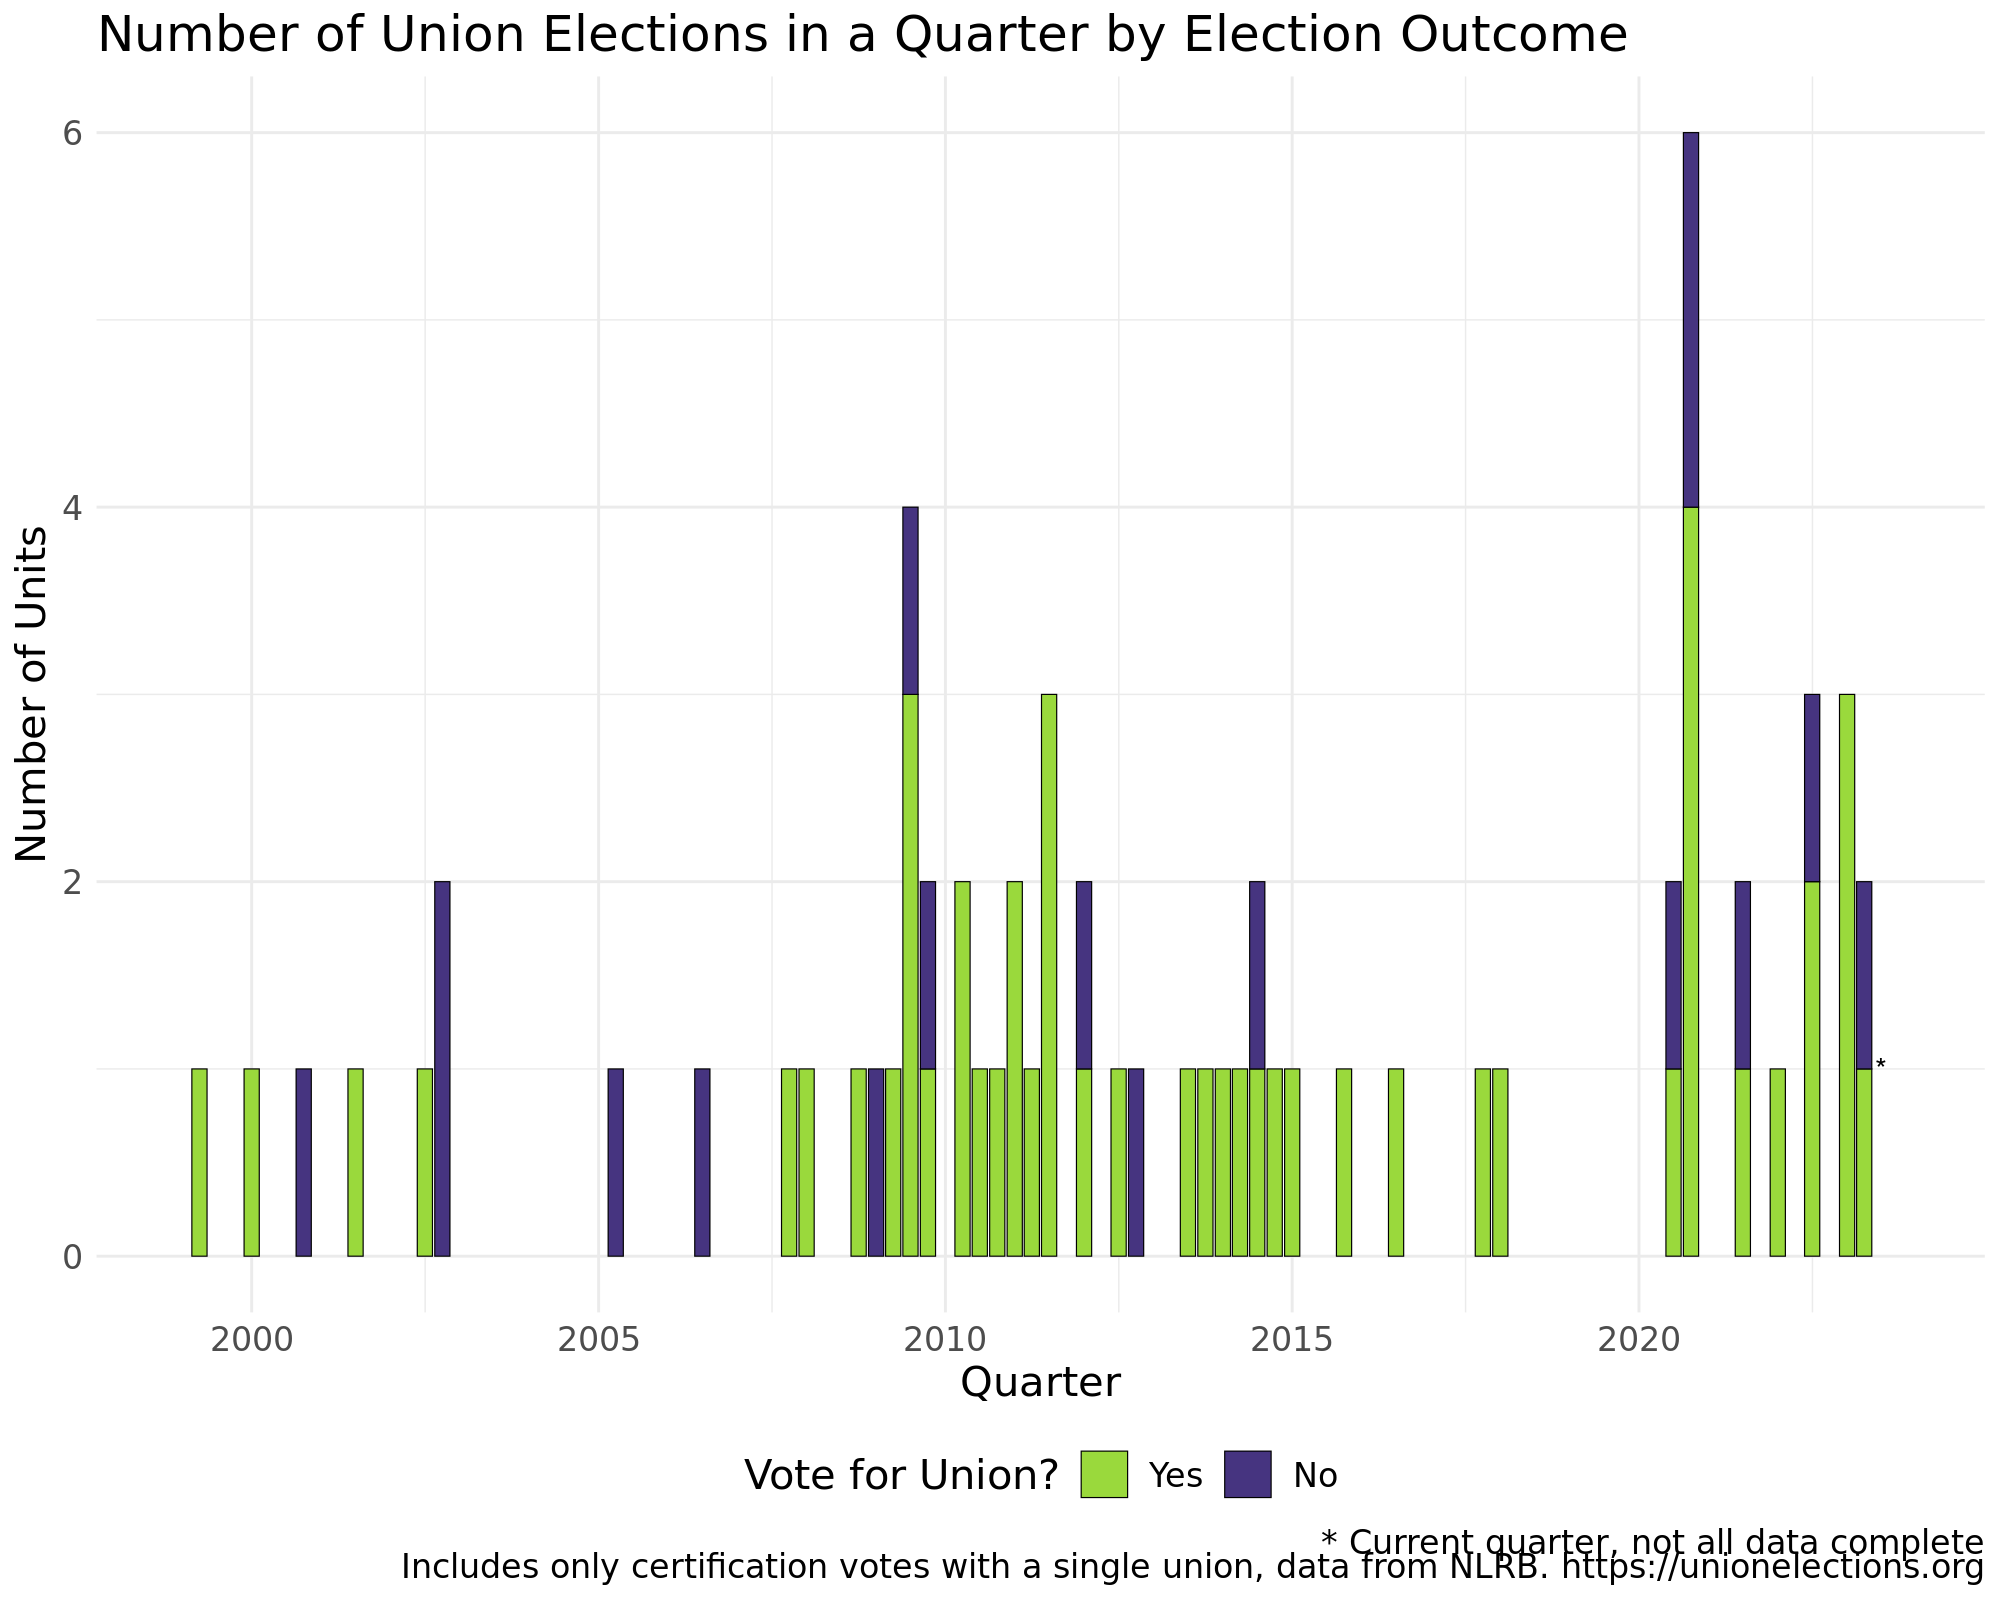 Number of Union Elections in a Quarter by Election Outcome
6
4
2
0
Number of Units
*
2000 2005 2010 2015 2020
Quarter
Vote for Union? Yes No
* Current quarter, not all data complete
Includes only certification votes with a single union, data from NLRB. https://unionelections.org